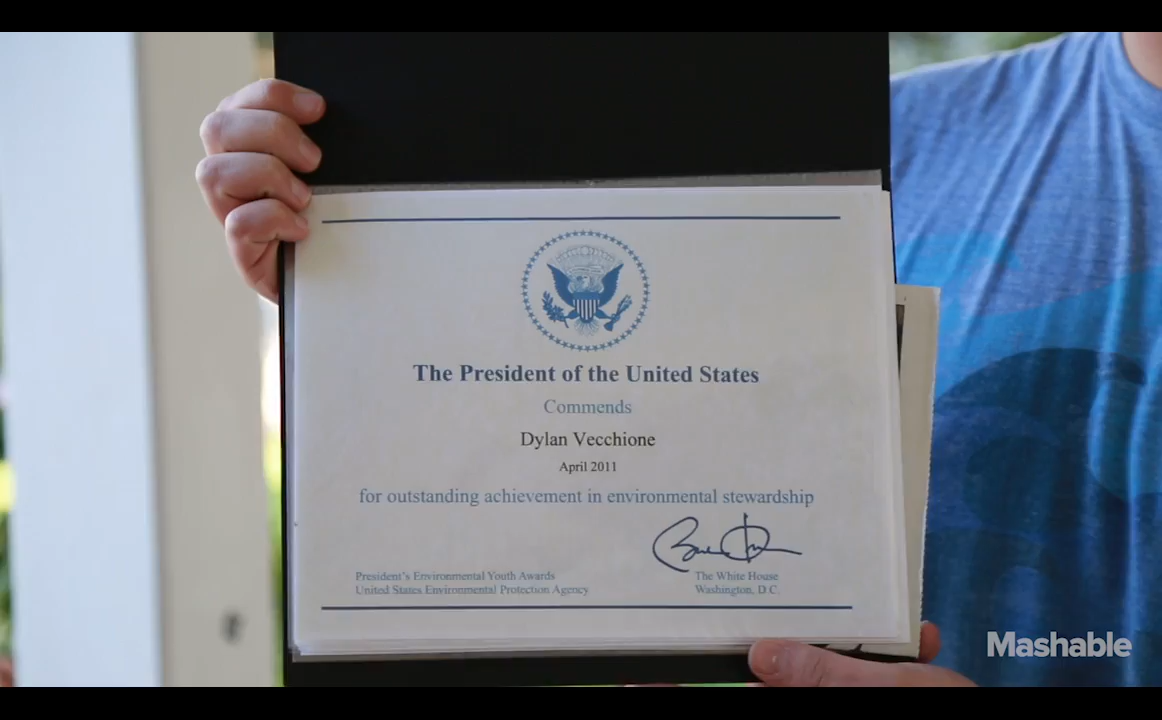 The President of the United States
Commends
Dylan Vecchione
April 2011
for outstanding achievement in environmental stewardship
President's Environmental Youth Awards
United States Environmental Protection Agency
The White House
Washington, D.C.
Mashable